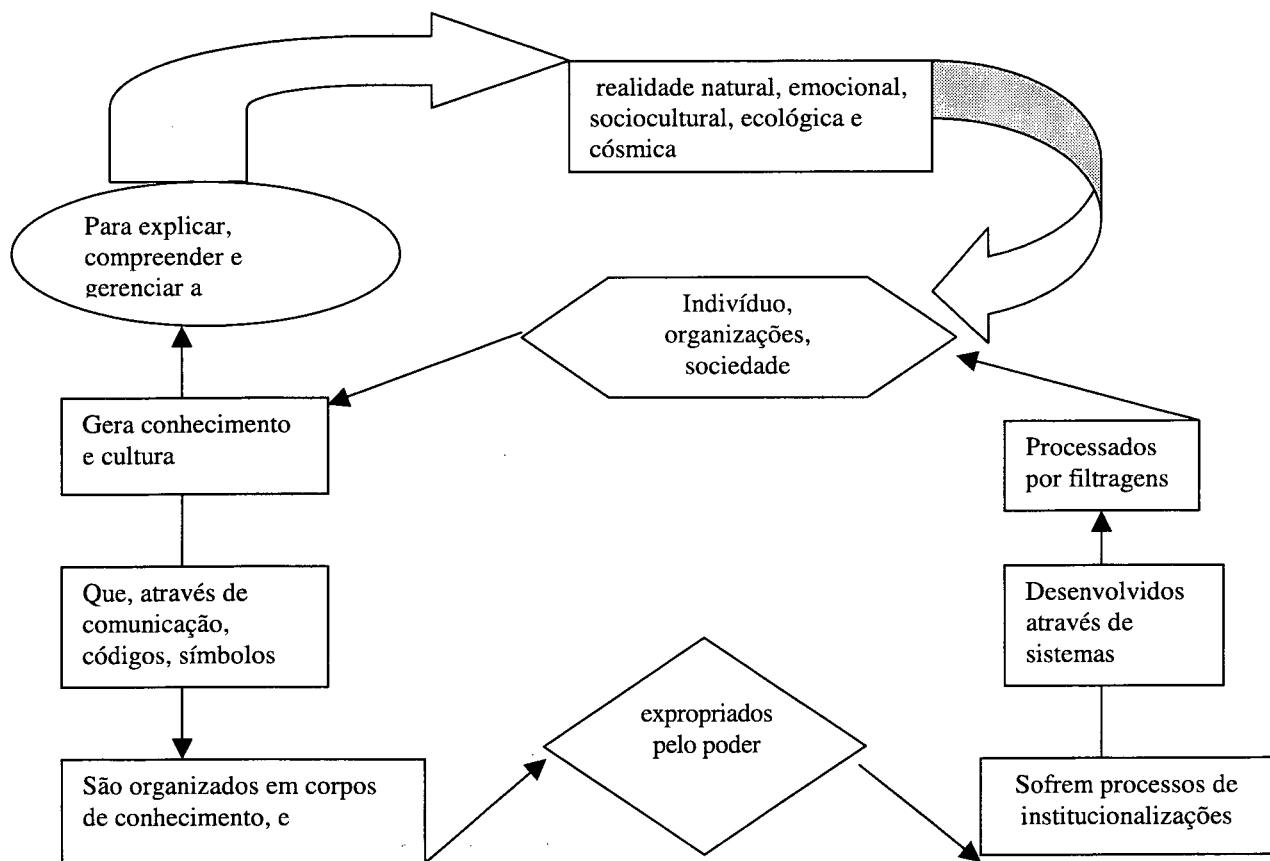 realidade natural, emocional,
sociocultural, ecológica e
cósmica
Para explicar,
compreender e
gerenciar a
Indivíduo,
organizações,
sociedade
Gera conhecimento
e cultura
Processados
por filtragens
Que, através de
comunicação,
códigos, símbolos
Desenvolvidos
através de
sistemas
expropriados
pelo poder
São organizados em corpos
de conhecimento, e
Sofrem processos de
institucionalizações